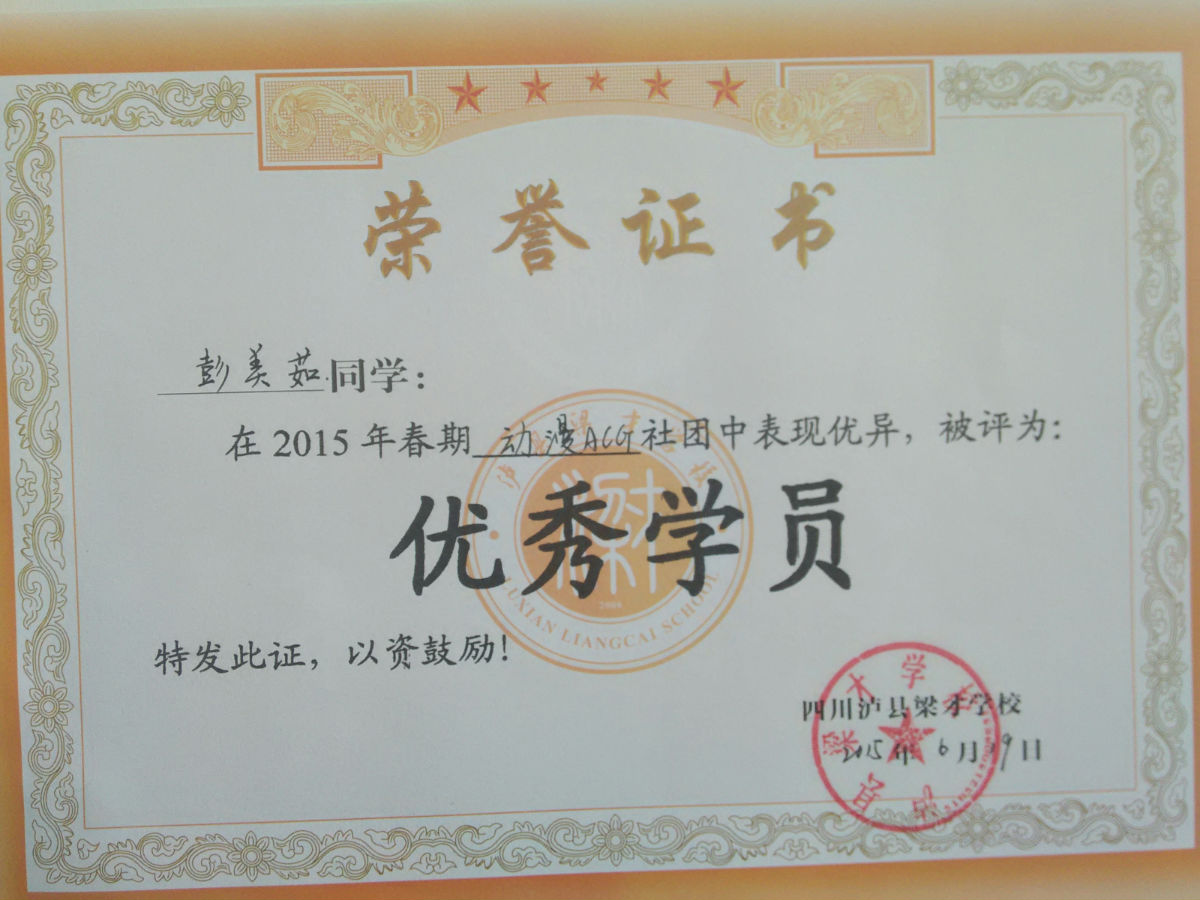 荣誉证书
彭美茹同学：
在2015年春期动漫ACG社团中表现优异，被评为：
优秀学员
LUXIAN LIANGCAI SCHOOL
特发此证，以资鼓励！
四川泸县梁才学校
2015年6月19日